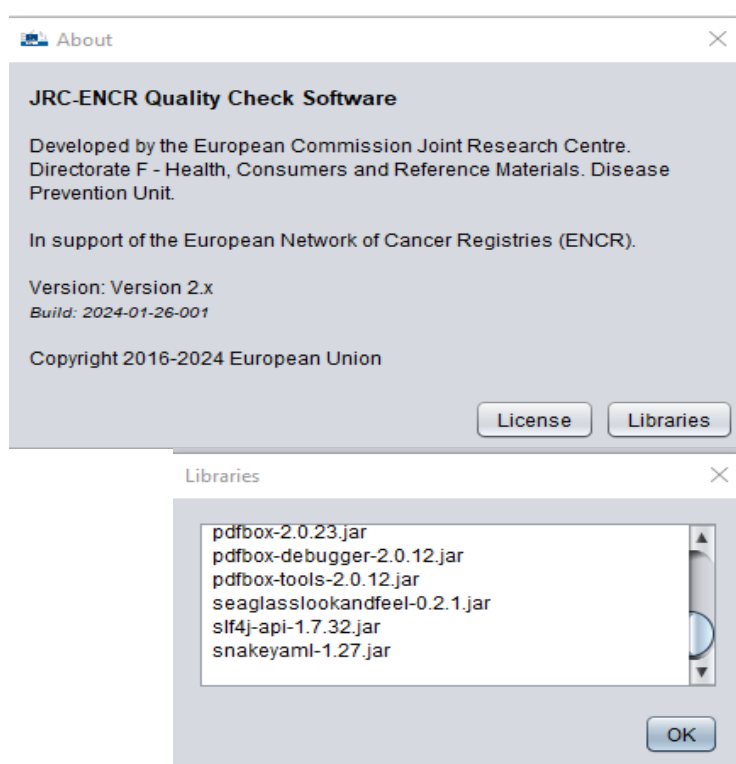 About
JRC-ENCR Quality Check Software
Developed by the European Commission Joint Research Centre.
Directorate F - Health, Consumers and Reference Materials. Disease
Prevention Unit.
In support of the European Network of Cancer Registries (ENCR).
Version: Version 2.x
Build: 2024-01-26-001
Copyright 2016-2024 European Union
License Libraries
Libraries
pdfbox-2.0.23.jar
pdfbox-debugger-2.0.12.jar
pdfbox-tools-2.0.12.jar
seaglasslookandfeel-0.2.1.jar
slf4j-api-1.7.32.jar
snakeyaml-1.27.jar
OK